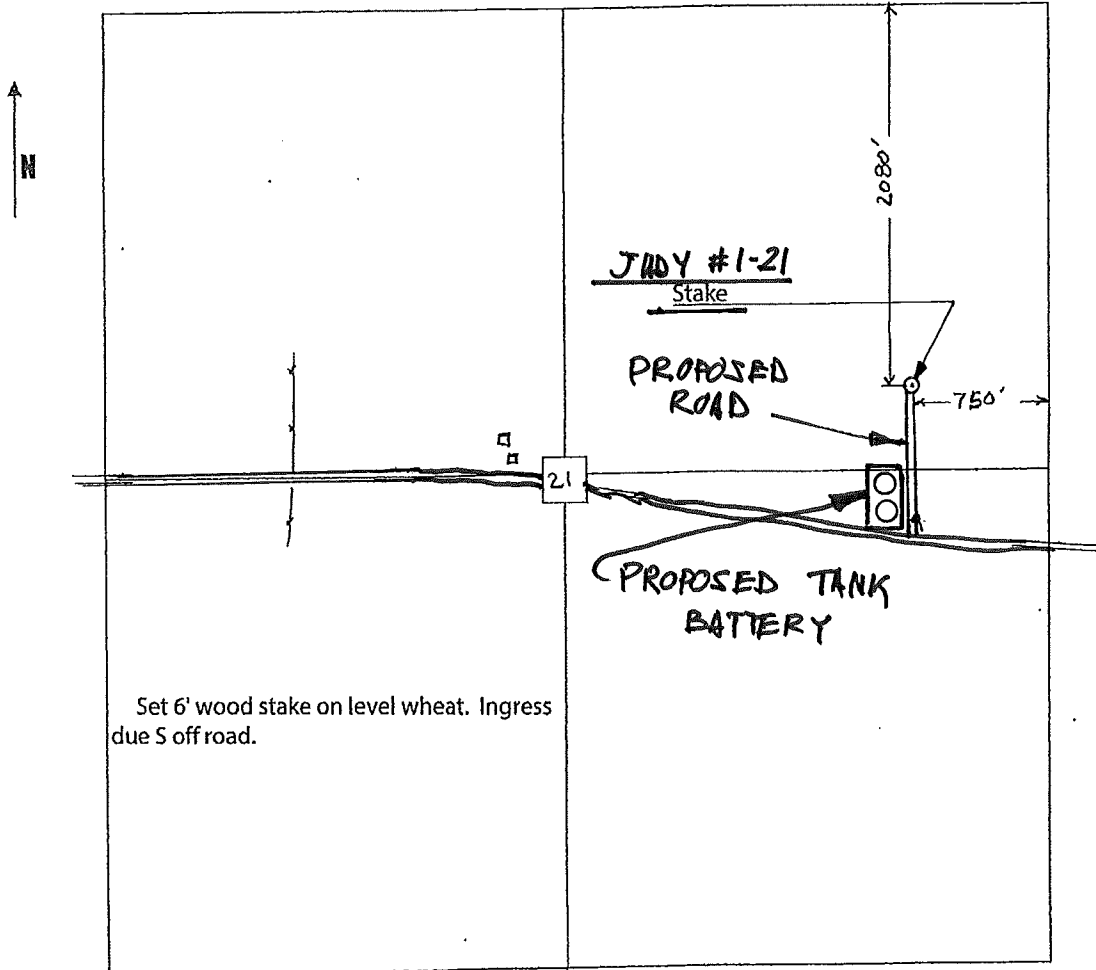 N
2080'
JUDY #1-21
Stake
PROPOSED
ROAD
750'
21
PROPOSED TANK
BATTERY
Set 6' wood stake on level wheat. Ingress
due S off road.